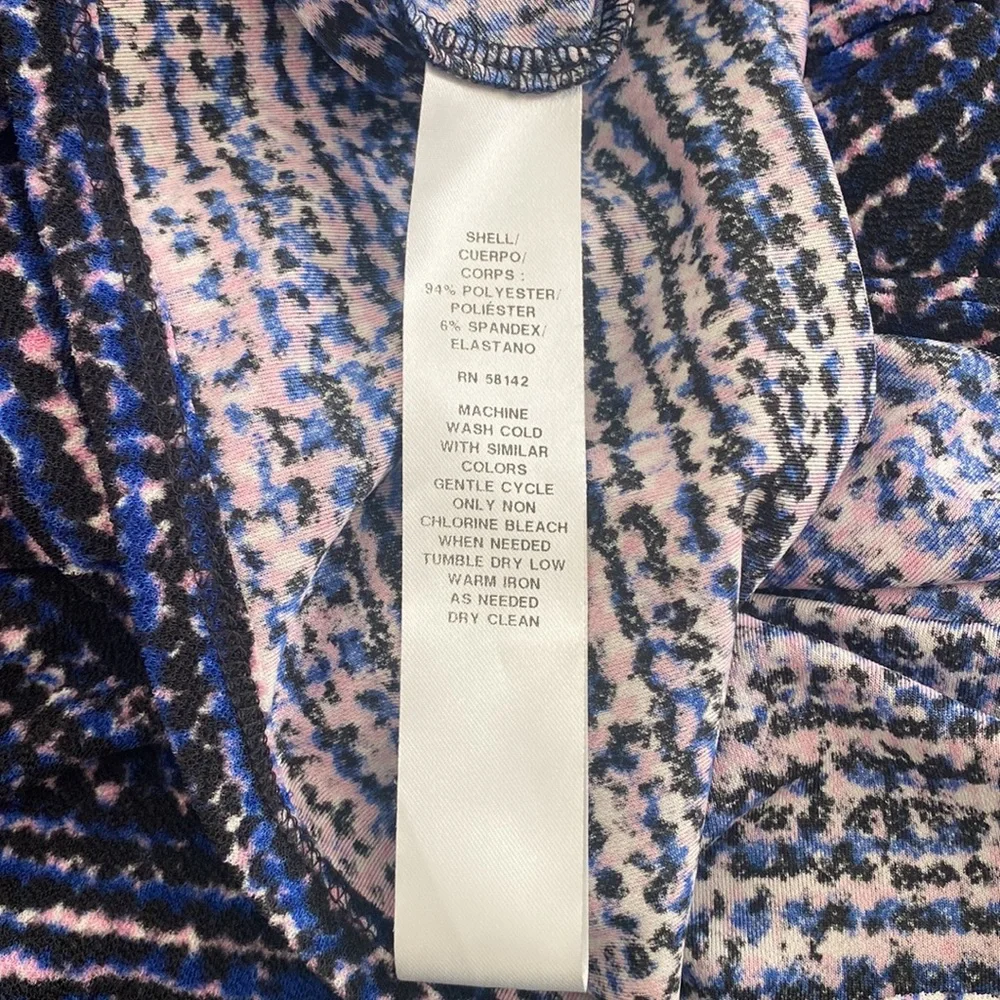 SHELL/
CUERPO/
CORPS :
94% POLYESTER/
POLIÉSTER
6% SPANDEX/
ELASTANO
RN 58142
MACHINE
WASH COLD
WITH SIMILAR
COLORS
GENTLE CYCLE
ONLY NON
CHLORINE BLEACH
WHEN NEEDED
TUMBLE DRY LOW
WARM IRON
AS NEEDED
DRY CLEAN